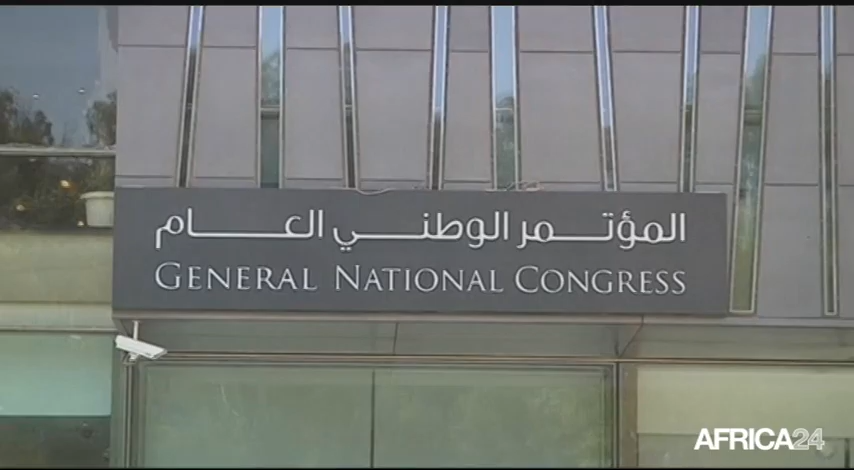 المؤتمر الوطني العام
GENERAL NATIONAL CONGRESS
AFRICA24